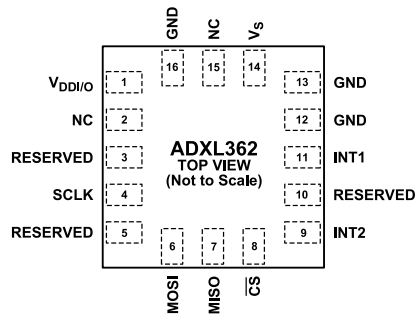 GND
NC
VS
16
15
14
VDDI/O
1
13
GND
NC
2
12
GND
ADXL362
TOP VIEW
(Not to Scale)
RESERVED
3
11
INT1
SCLK
4
10
RESERVED
RESERVED
5
9
INT2
6
7
8
MOSI
MISO
CS